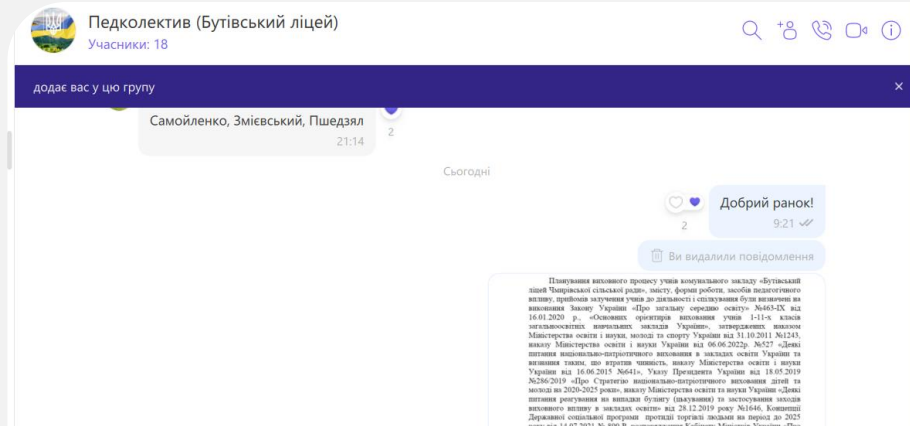 Педколектив (Бутівський ліцей)
Учасники: 18
додає вас у цю групу
Самойленко, Змієвський, Пшедзял
21:14
2
Сьогодні
Добрий ранок!
2
9:21
Ви видалили повідомлення
Планування виховного процесу учнів комунального закладу «Бутівський
ліцей Чмирівської сільської ради», змісту, форми роботи, засобів педагогічного
впливу, прийомів залучення учнів до діяльності і спілкування були визначені на
виконання Закону України «Про загальну середню освіту» №463-IX від
16.01.2020 р., «Основних орієнтирів виховання учнів 1-11-х класів
загальноосвітніх навчальних закладів України», затверджених наказом
Міністерства освіти і науки, молоді та спорту України від 31.10.2011 №1243,
наказу Міністерства освіти і науки України від 06.06.2022р. №527 «Деякі
питання національно-патріотичного виховання в закладах освіти України та
визнання таким, що втратив чинність, наказу Міністерства освіти і науки
України від 16.06.2015 №641», Указу Президента України від 18.05.2019
№286/2019 «Про Стратегію національно-патріотичного виховання дітей та
молоді на 2020-2025 роки», наказу Міністерства освіти та науки України «Деякі
питання реагування на випадки булінгу (цькування) та застосування заходів
виховного впливу в закладах освіти» від 28.12.2019 року №1646, Концепції
Державної соціальної програми протидії торгівлі людьми на період до 2025